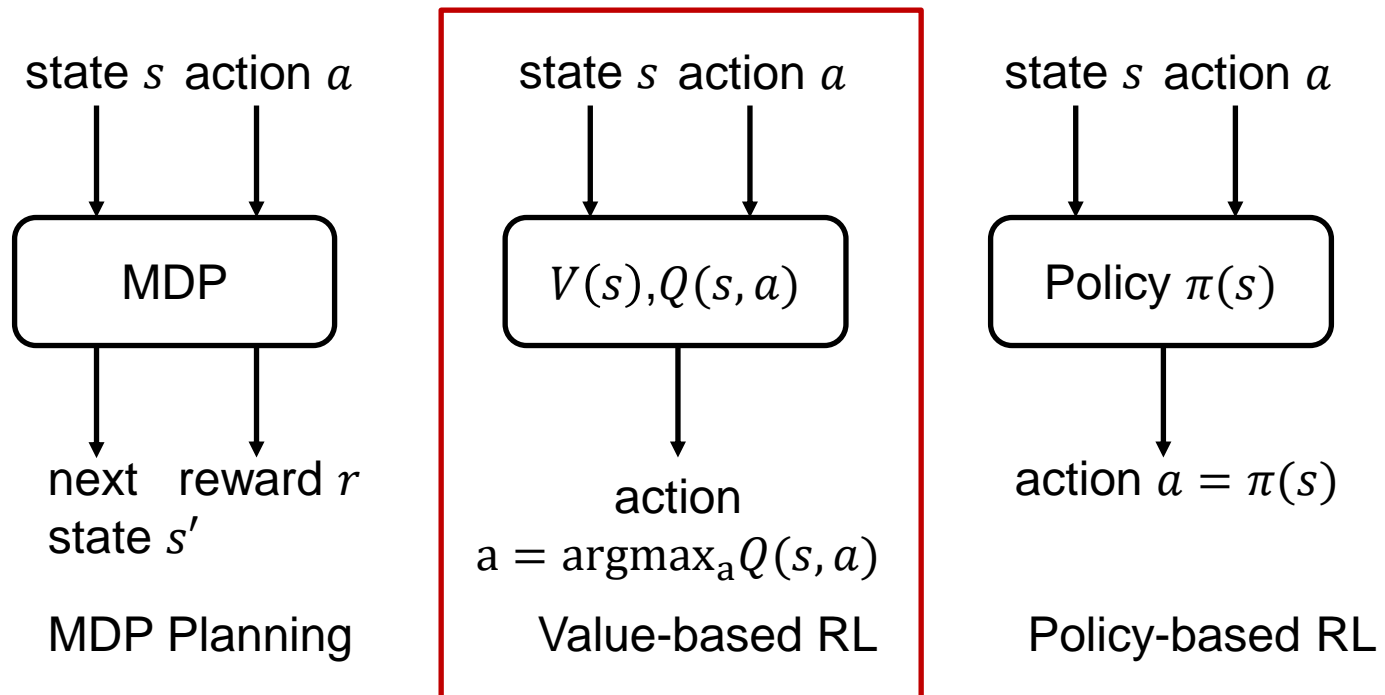 state s action a
MDP
next reward r
state s′
MDP Planning
state s action a
V(s),Q(s, a)
action
a = argmaxₐQ(s, a)
Value-based RL
state s action a
Policy π(s)
action a = π(s)
Policy-based RL